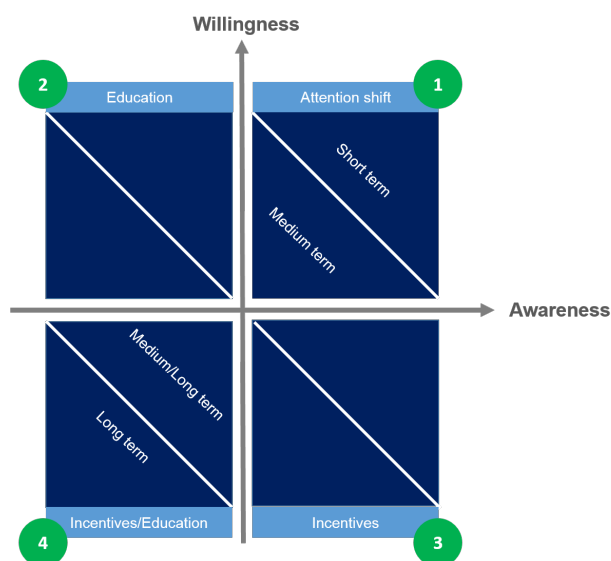 Willingness
2
Education
Attention shift
1
Short term
Medium term
Awareness
Medium/Long term
Long term
4
Incentives/Education
Incentives
3